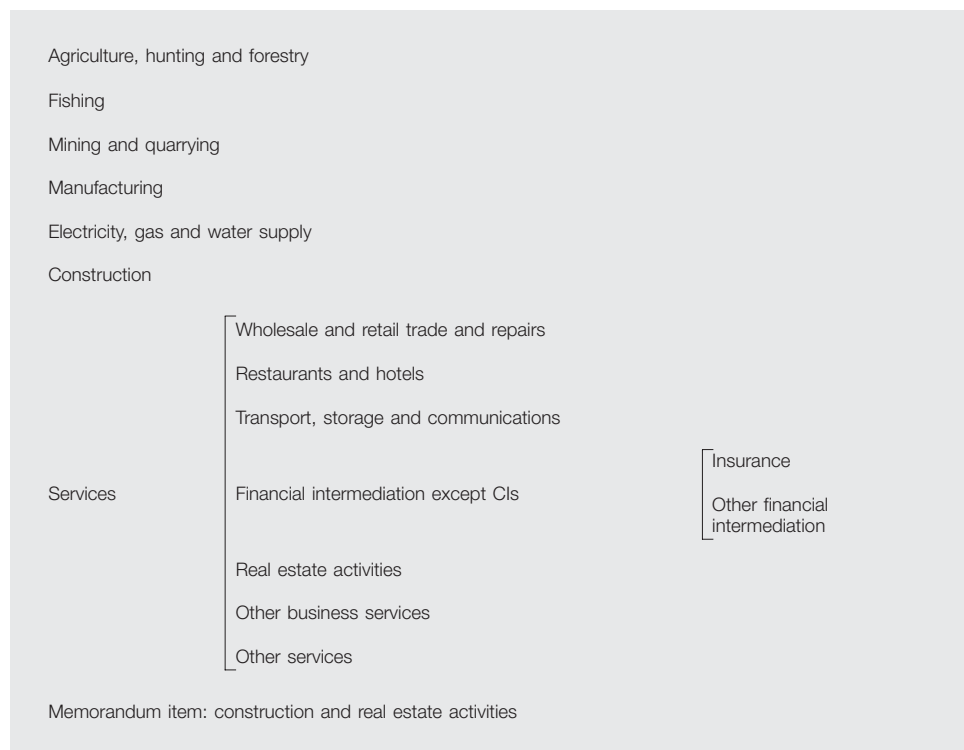 Agriculture, hunting and forestry
Fishing
Mining and quarrying
Manufacturing
Electricity, gas and water supply
Construction
Services
Wholesale and retail trade and repairs
Restaurants and hotels
Transport, storage and communications
Financial intermediation except CIs
Insurance
Other financial
intermediation
Real estate activities
Other business services
Other services
Memorandum item: construction and real estate activities